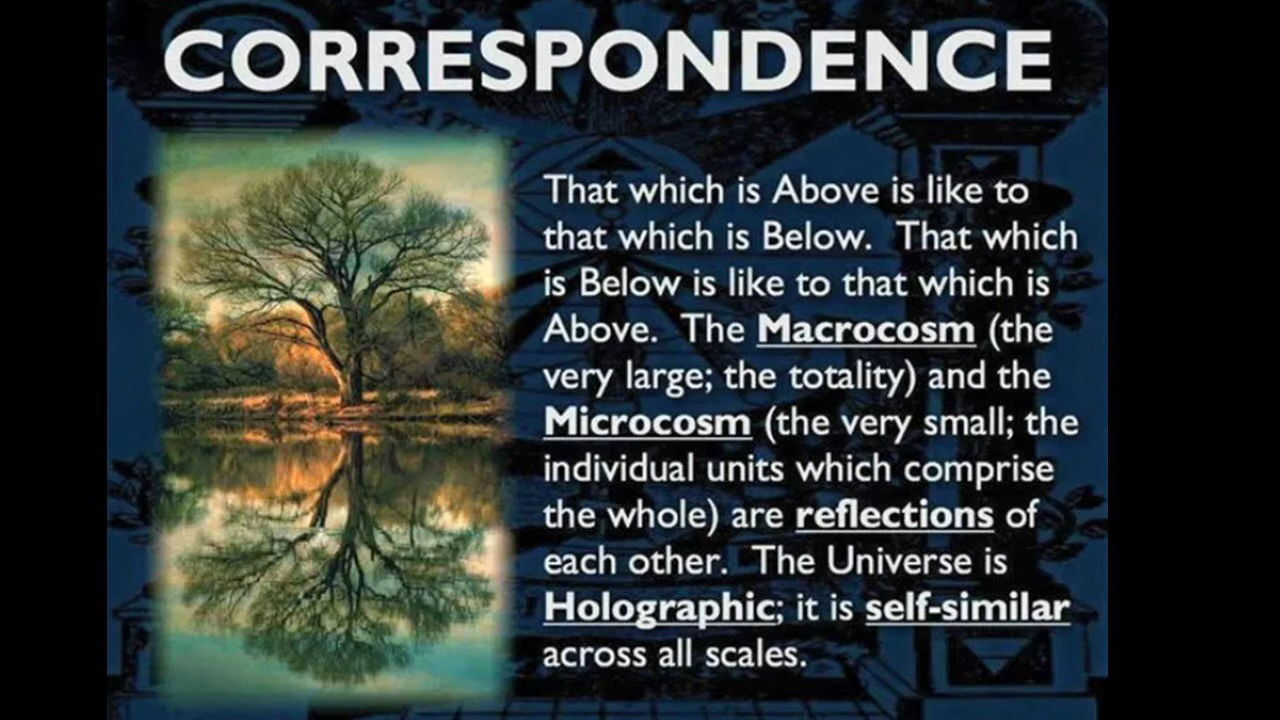 CORRESPONDENCE
That which is Above is like to
that which is Below.  That which
is Below is like to that which is
Above.  The Macrocosm (the
very large; the totality) and the
Microcosm (the very small; the
individual units which comprise
the whole) are reflections of
each other.  The Universe is
Holographic; it is self-similar
across all scales.